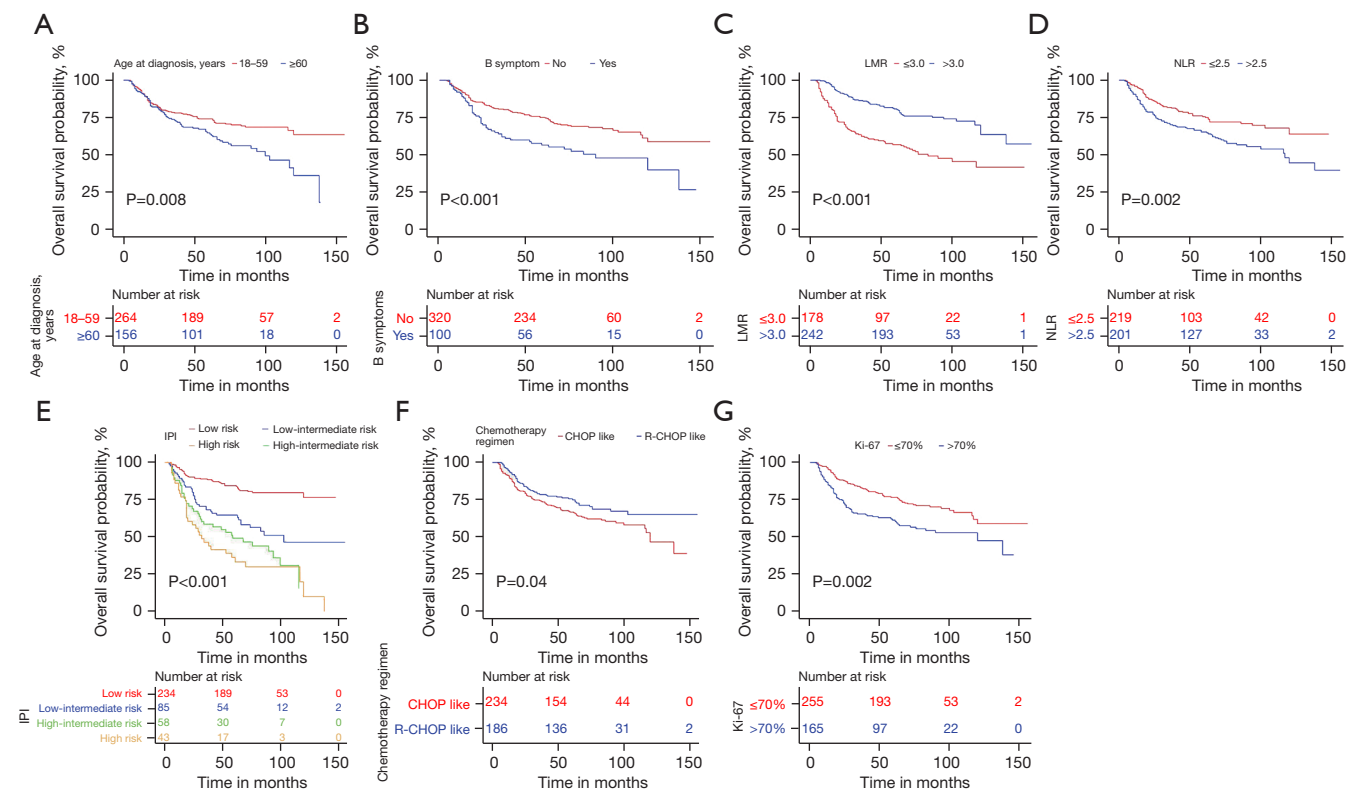 A
Overall survival probability, %
Age at diagnosis, years 18–59 ≥60
100
75
50
25
0
P=0.008
0 50 100 150
Time in months
Age at diagnosis, years
Number at risk
18–59 264 189 57 2
≥60 156 101 18 0
0 50 100 150
Time in months
B
Overall survival probability, %
B symptom No Yes
100
75
50
25
0
P<0.001
0 50 100 150
Time in months
B symptoms
Number at risk
No 320 234 60 2
Yes 100 56 15 0
0 50 100 150
Time in months
C
Overall survival probability, %
LMR ≤3.0 >3.0
100
75
50
25
0
P<0.001
0 50 100 150
Time in months
LMR
Number at risk
≤3.0 178 97 22 1
>3.0 242 193 53 1
0 50 100 150
Time in months
D
Overall survival probability, %
NLR ≤2.5 >2.5
100
75
50
25
0
P=0.002
0 50 100 150
Time in months
NLR
Number at risk
≤2.5 219 103 42 0
>2.5 201 127 33 2
0 50 100 150
Time in months
E
Overall survival probability, %
IPI
Low risk Low-intermediate risk
High risk High-intermediate risk
100
75
50
25
0
P<0.001
0 50 100 150
Time in months
IPI
Number at risk
Low risk 234 189 53 0
Low-intermediate risk 85 54 12 2
High-intermediate risk 58 30 7 0
High risk 43 17 3 0
0 50 100 150
Time in months
F
Overall survival probability, %
Chemotherapy regimen CHOP like R-CHOP like
100
75
50
25
0
P=0.04
0 50 100 150
Time in months
Chemotherapy regimen
Number at risk
CHOP like 234 154 44 0
R-CHOP like 186 136 31 2
0 50 100 150
Time in months
G
Overall survival probability, %
Ki-67 ≤70% >70%
100
75
50
25
0
P=0.002
0 50 100 150
Time in months
Ki-67
Number at risk
≤70% 255 193 53 2
>70% 165 97 22 0
0 50 100 150
Time in months